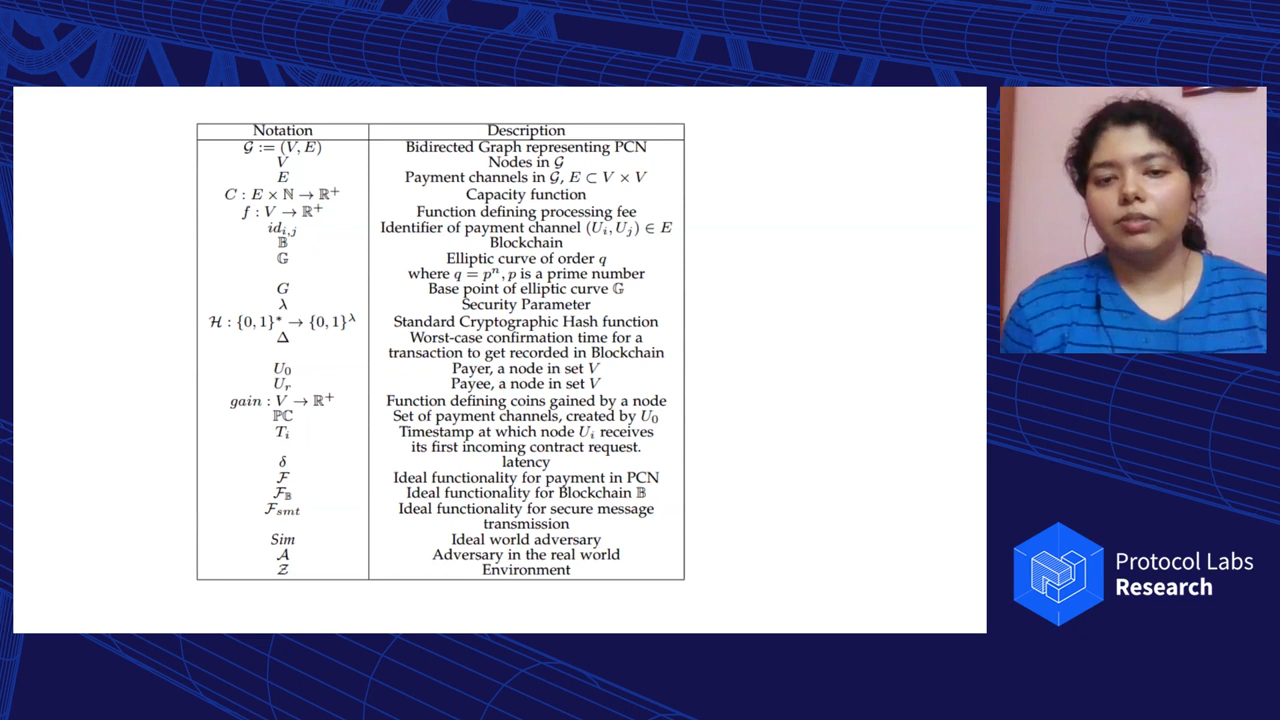 Notation Description
𝒢 := (V, E) Bidirected Graph representing PCN
V Nodes in 𝒢
E Payment channels in 𝒢, E ⊂ V × V
C : E × ℕ → ℝ⁺ Capacity function
f : V → ℝ⁺ Function defining processing fee
id_{i,j} Identifier of payment channel (U_i, U_j) ∈ E
𝔹 Blockchain
𝔾 Elliptic curve of order q
where q = pⁿ, p is a prime number
G Base point of elliptic curve 𝔾
λ Security Parameter
ℋ : {0, 1}* → {0, 1}^λ Standard Cryptographic Hash function
Δ Worst-case confirmation time for a
transaction to get recorded in Blockchain
U₀ Payer, a node in set V
U_r Payee, a node in set V
gain : V → ℝ⁺ Function defining coins gained by a node
ℙℂ Set of payment channels, created by U₀
T_i Timestamp at which node U_i receives
its first incoming contract request.
δ latency
ℱ Ideal functionality for payment in PCN
ℱ_𝔹 Ideal functionality for Blockchain 𝔹
ℱ_{smt} Ideal functionality for secure message
transmission
Sim Ideal world adversary
𝒜 Adversary in the real world
𝒵 Environment
Protocol Labs
Research